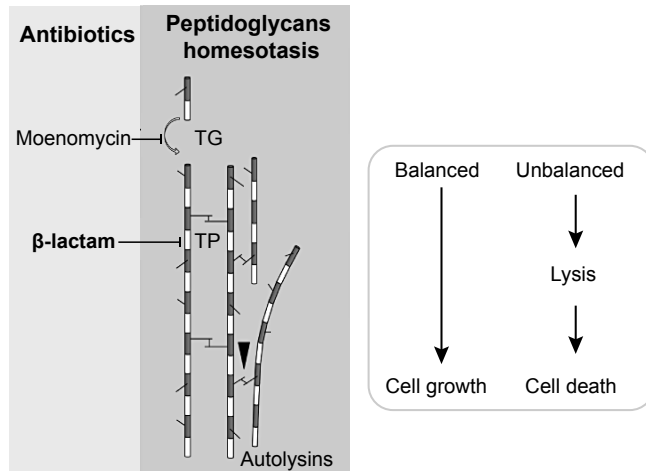 Antibiotics
Peptidoglycans
homesotasis
Moenomycin
TG
β-lactam
TP
Autolysins
Balanced
Unbalanced
Lysis
Cell growth
Cell death